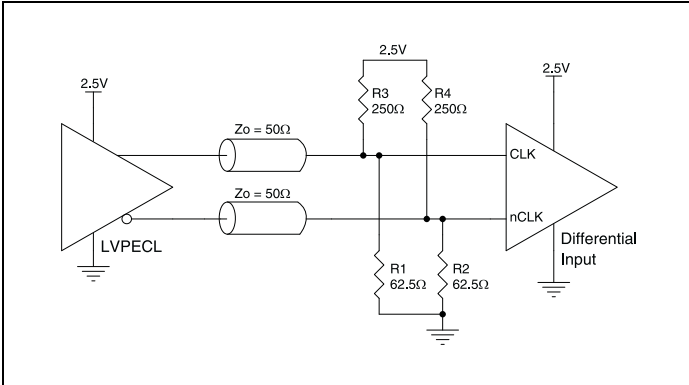 2.5V
2.5V
2.5V
R3
250Ω
R4
250Ω
Zo = 50Ω
CLK
Zo = 50Ω
nCLK
LVPECL
Differential
Input
R1
62.5Ω
R2
62.5Ω